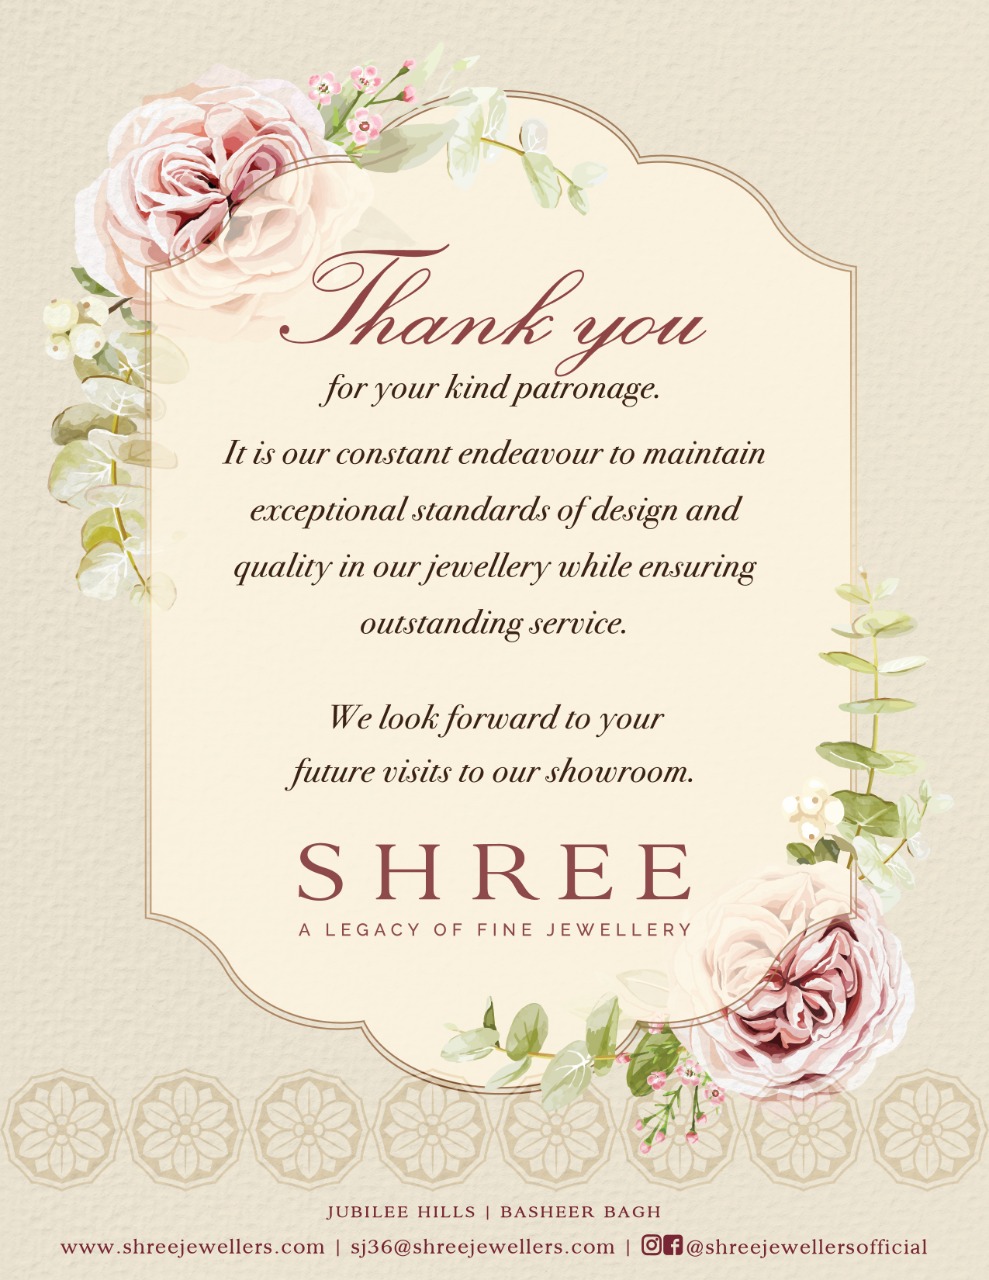 Thank you
for your kind patronage.
It is our constant endeavour to maintain
exceptional standards of design and
quality in our jewellery while ensuring
outstanding service.
We look forward to your
future visits to our showroom.
SHREE
A LEGACY OF FINE JEWELLERY
JUBILEE HILLS | BASHEER BAGH
www.shreejewellers.com | sj36@shreejewellers.com | @shreejewellersofficial